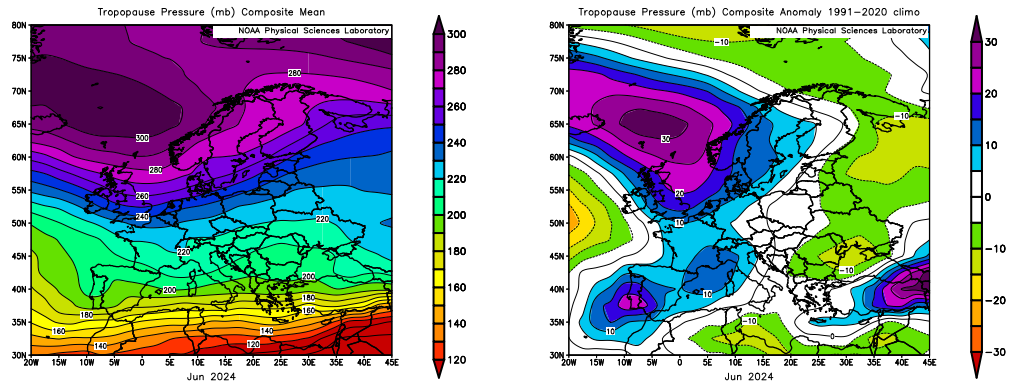 Tropopause Pressure (mb) Composite Mean
NOAA Physical Sciences Laboratory
80N
75N
70N
65N
60N
55N
50N
45N
40N
35N
30N
20W 15W 10W 5W 0 5E 10E 15E 20E 25E 30E 35E 40E 45E
Jun 2024
280
300
280
260
240
220
220
200
200
180
180
160
160
140
140
120
300
280
260
240
220
200
180
160
140
120
Tropopause Pressure (mb) Composite Anomaly 1991−2020 climo
NOAA Physical Sciences Laboratory
80N
75N
70N
65N
60N
55N
50N
45N
40N
35N
30N
20W 15W 10W 5W 0 5E 10E 15E 20E 25E 30E 35E 40E 45E
Jun 2024
−10
−10
30
20
10
−10
10
10
−10
0
30
20
10
5
0
−5
−10
−20
−30